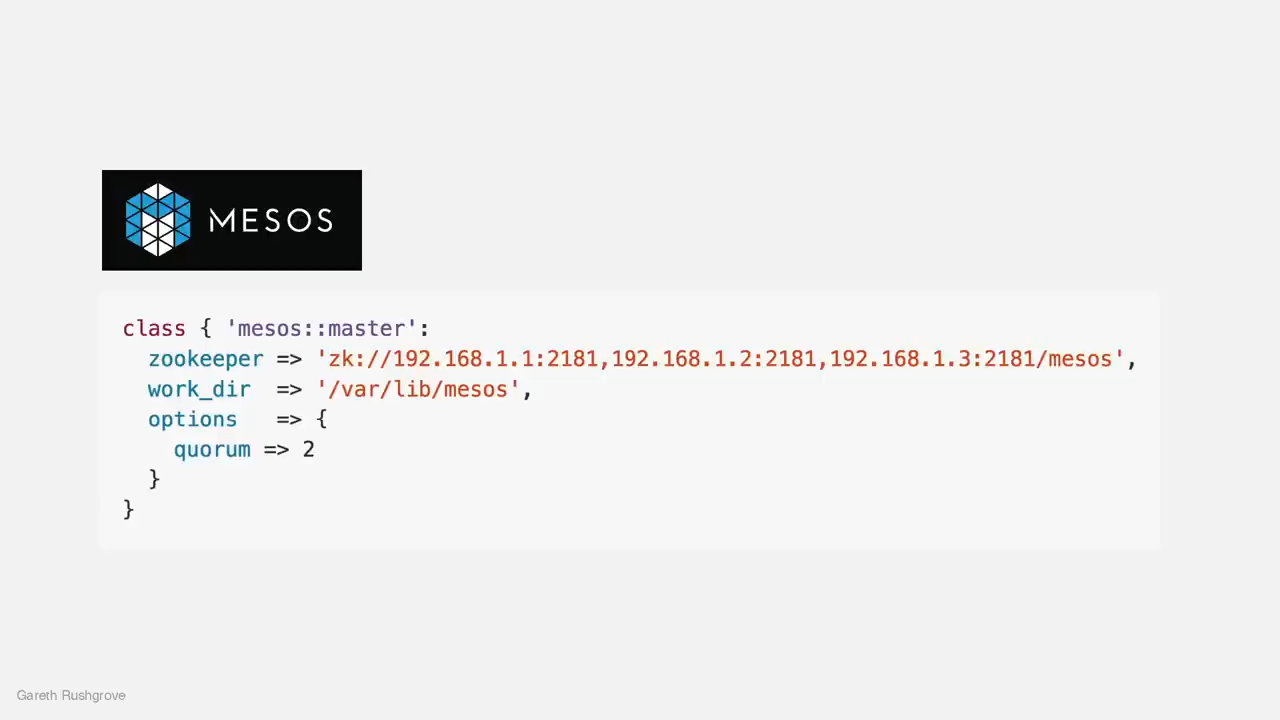 MESOS
class { 'mesos::master':
  zookeeper => 'zk://192.168.1.1:2181,192.168.1.2:2181,192.168.1.3:2181/mesos',
  work_dir  => '/var/lib/mesos',
  options   => {
    quorum => 2
  }
}
Gareth Rushgrove